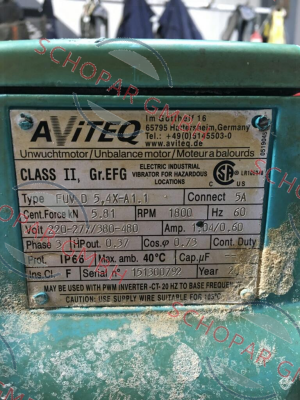 AViTEQ
Im Gotthelf 16
65795 Hattersheim,Germany
Tel.: +49(0)6145503-0
www.aviteq.de
Unwuchtmotor/Unbalance motor/Moteur a balourds
CLASS II, Gr.EFG
ELECTRIC INDUSTRIAL
VIBRATOR FOR HAZARDOUS
LOCATIONS
Type EUV B 5,4X-A1.1 Connect 5A
Cent.Force kN 5.81 RPM 1800 Hz 60
Volt 220-277/380-480 Amp 1.04/0.60
Phase 3 HPout 0.37 Cosφ 0,73 Cont. Duty
Prot. IP66 Max. amb. 40°C Cap.µF
Ins.Cl. F Serial n° Year
MAY BE USED WITH PWM INVERTER -CT- 20 HZ TO BASE FREQUENCY
CAUTION: USE SUPPLY WIRE SUITABLE FOR 105°C
SCHOPAR GMBH